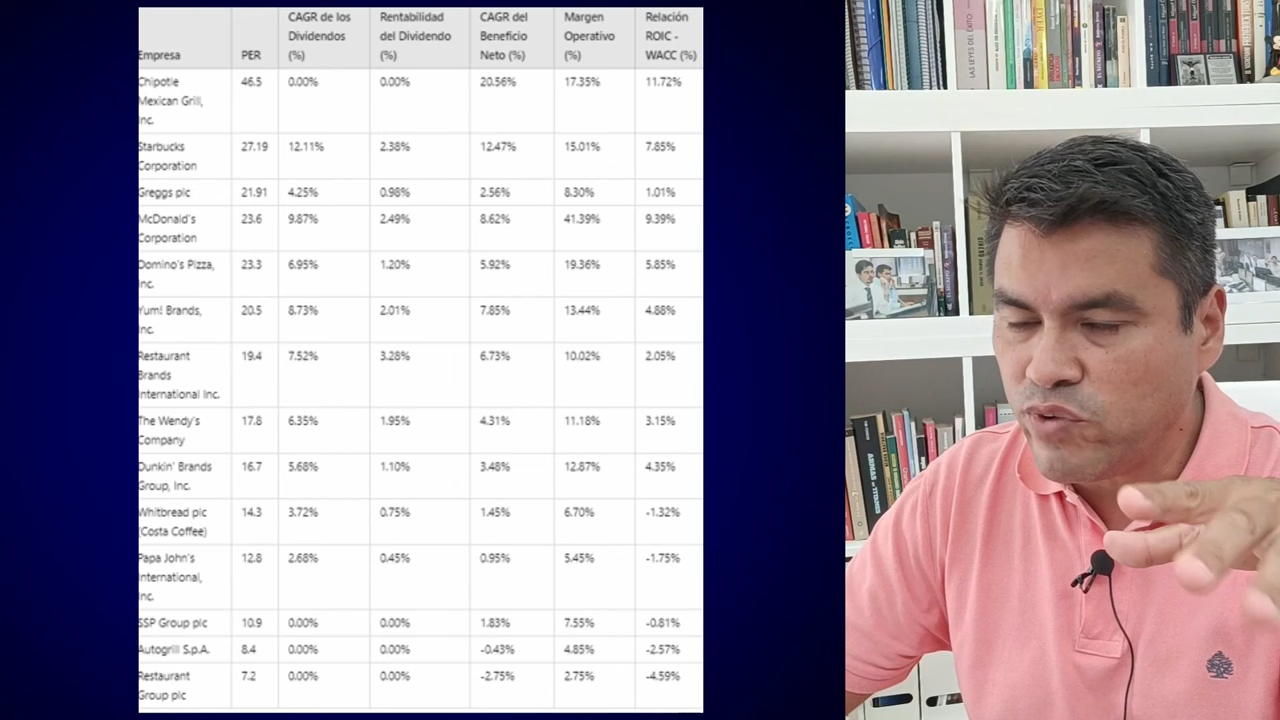 Empresa PER CAGR de los Dividendos (%) Rentabilidad del Dividendo (%) CAGR del Beneficio Neto (%) Margen Operativo (%) Relación ROIC - WACC (%)
Chipotle Mexican Grill, Inc. 46.5 0.00% 0.00% 20.56% 17.35% 11.72%
Starbucks Corporation 27.19 12.11% 2.38% 12.47% 15.01% 7.85%
Greggs plc 21.91 4.25% 0.98% 2.56% 8.30% 1.01%
McDonald's Corporation 23.6 9.87% 2.49% 8.62% 41.39% 9.39%
Domino's Pizza, Inc. 23.3 6.95% 1.20% 5.92% 19.36% 5.85%
Yum! Brands, Inc. 20.5 8.73% 2.01% 7.85% 13.44% 4.88%
Restaurant Brands International Inc. 19.4 7.52% 3.28% 6.73% 10.02% 2.05%
The Wendy's Company 17.8 6.35% 1.95% 4.31% 11.18% 3.15%
Dunkin' Brands Group, Inc. 16.7 5.68% 1.10% 3.48% 12.87% 4.35%
Whitbread plc (Costa Coffee) 14.3 3.72% 0.75% 1.45% 6.70% -1.32%
Papa John's International, Inc. 12.8 2.68% 0.45% 0.95% 5.45% -1.75%
SSP Group plc 10.9 0.00% 0.00% 1.83% 7.55% -0.81%
Autogrill S.p.A. 8.4 0.00% 0.00% -0.43% 4.85% -2.57%
Restaurant Group plc 7.2 0.00% 0.00% -2.75% 2.75% -4.59%
LAS LEYES DEL ÉXITO
ARMAS DE TITANES